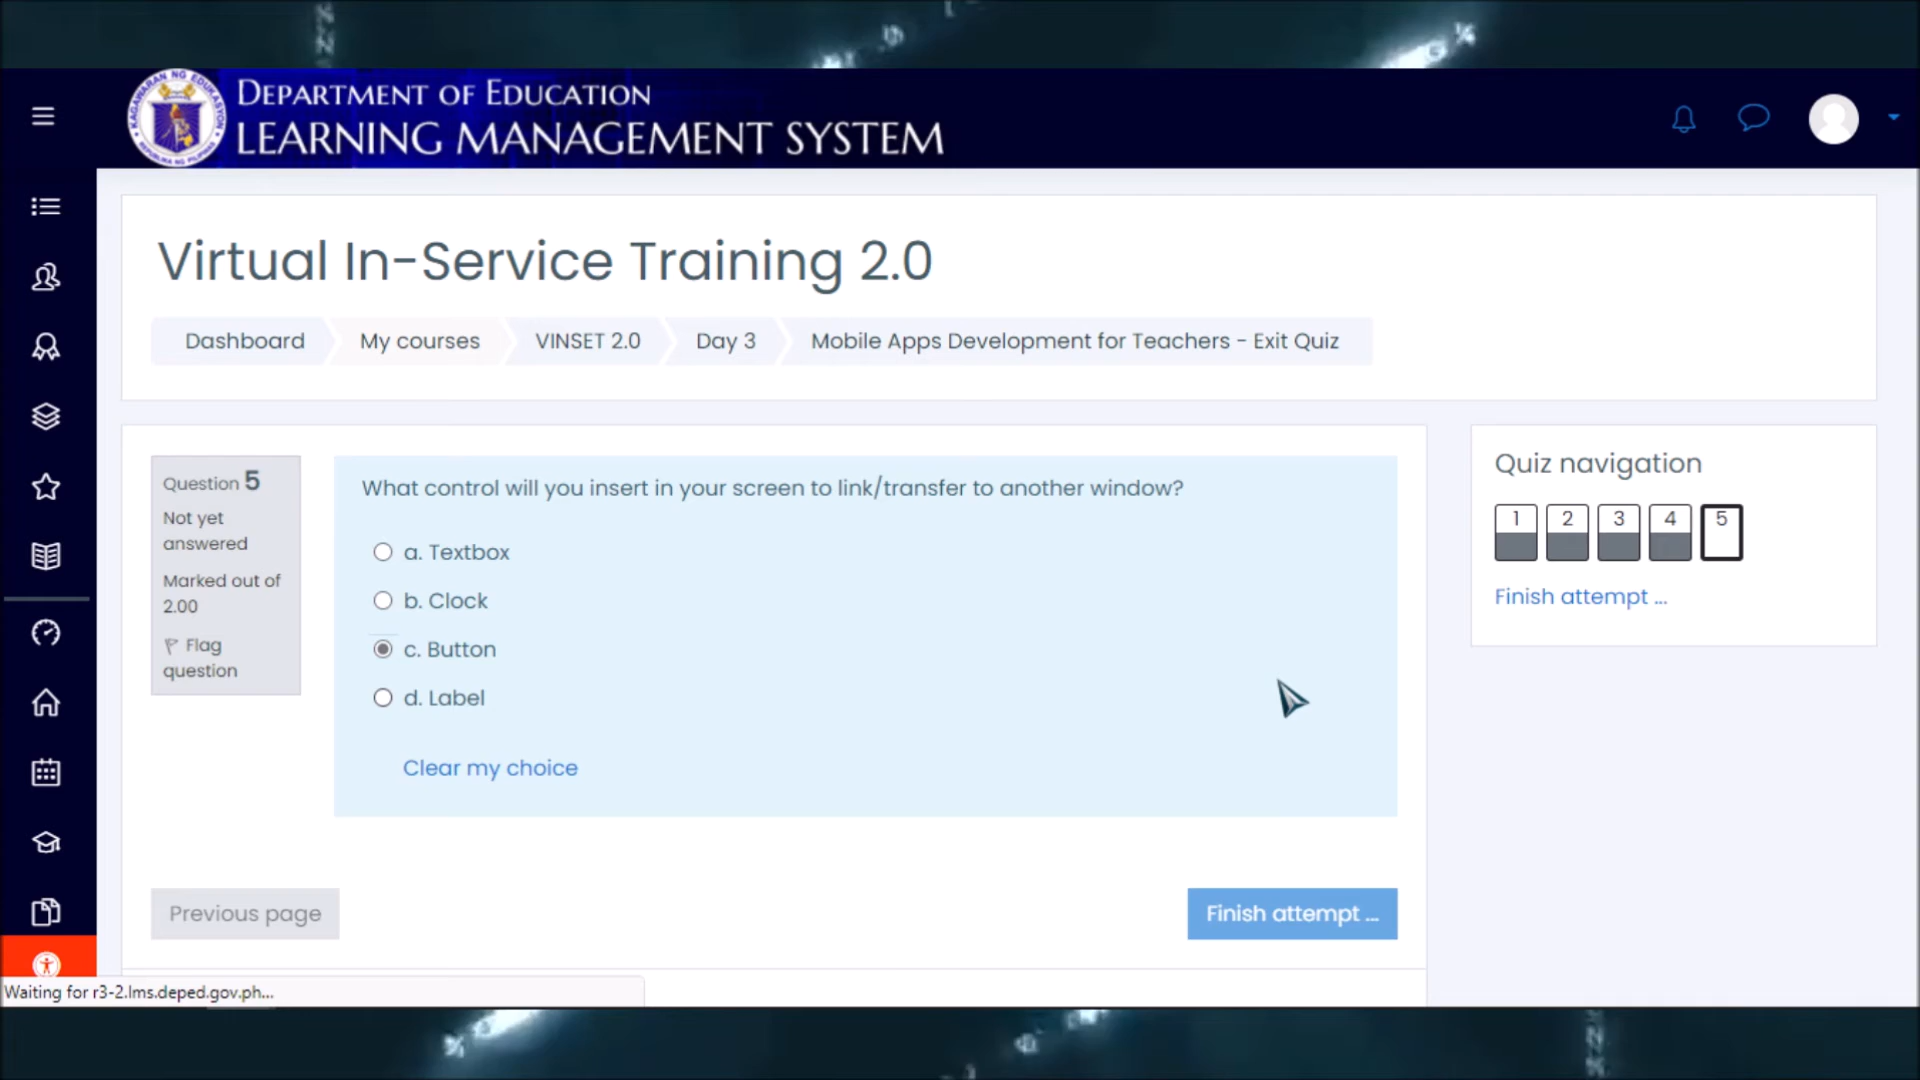 DEPARTMENT OF EDUCATION
LEARNING MANAGEMENT SYSTEM
Virtual In-Service Training 2.0
Dashboard
My courses
VINSET 2.0
Day 3
Mobile Apps Development for Teachers - Exit Quiz
Question 5
Not yet
answered
Marked out of
2.00
Flag
question
What control will you insert in your screen to link/transfer to another window?
a. Textbox
b. Clock
c. Button
d. Label
Clear my choice
Previous page
Finish attempt ...
Quiz navigation
1 2 3 4 5
Finish attempt ...
Waiting for r3-2.lms.deped.gov.ph...